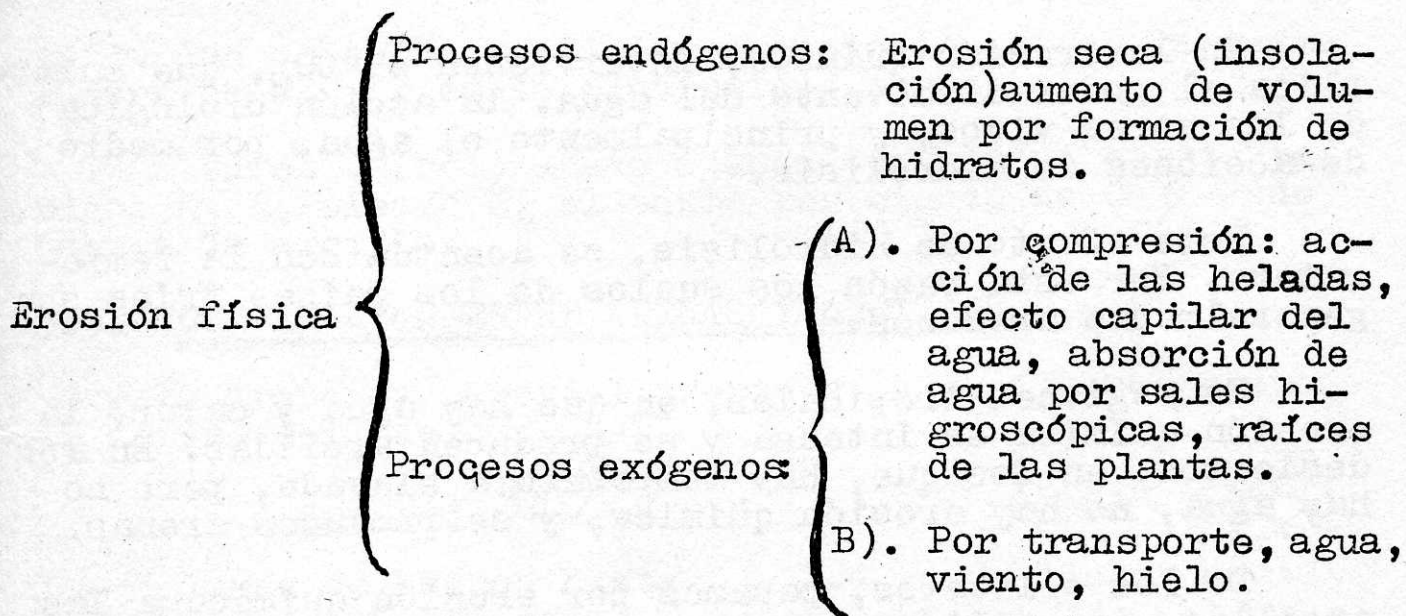 Procesos endógenos: Erosión seca (insola-
ción)aumento de volu-
men por formación de
hidratos.
Erosión física
Procesos exógenos:
A). Por compresión: ac-
ción de las heladas,
efecto capilar del
agua, absorción de
agua por sales hi-
groscópicas, raíces
de las plantas.
B). Por transporte, agua,
viento, hielo.